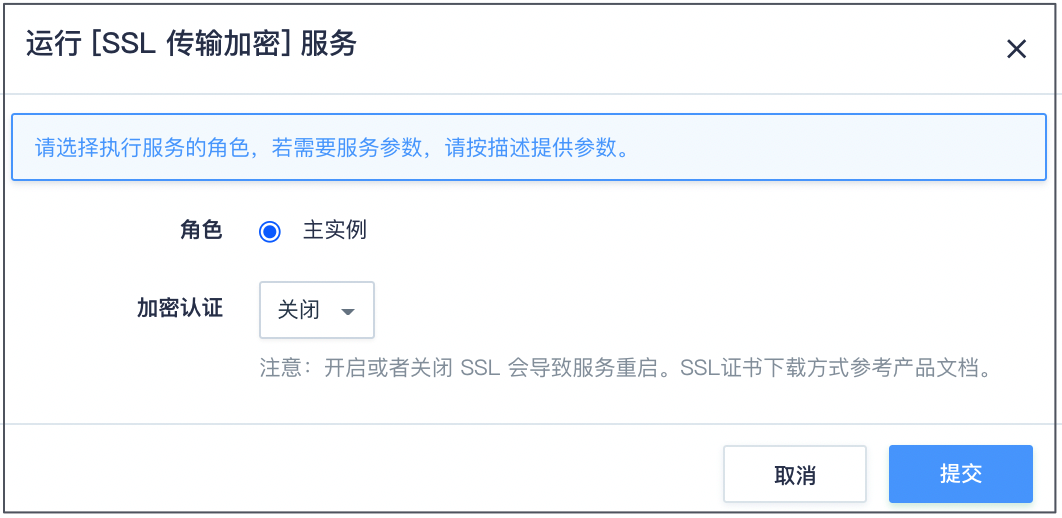 运行 [SSL 传输加密] 服务
请选择执行服务的角色，若需要服务参数，请按描述提供参数。
角色 主实例
加密认证 关闭
注意：开启或者关闭 SSL 会导致服务重启。SSL证书下载方式参考产品文档。
取消 提交